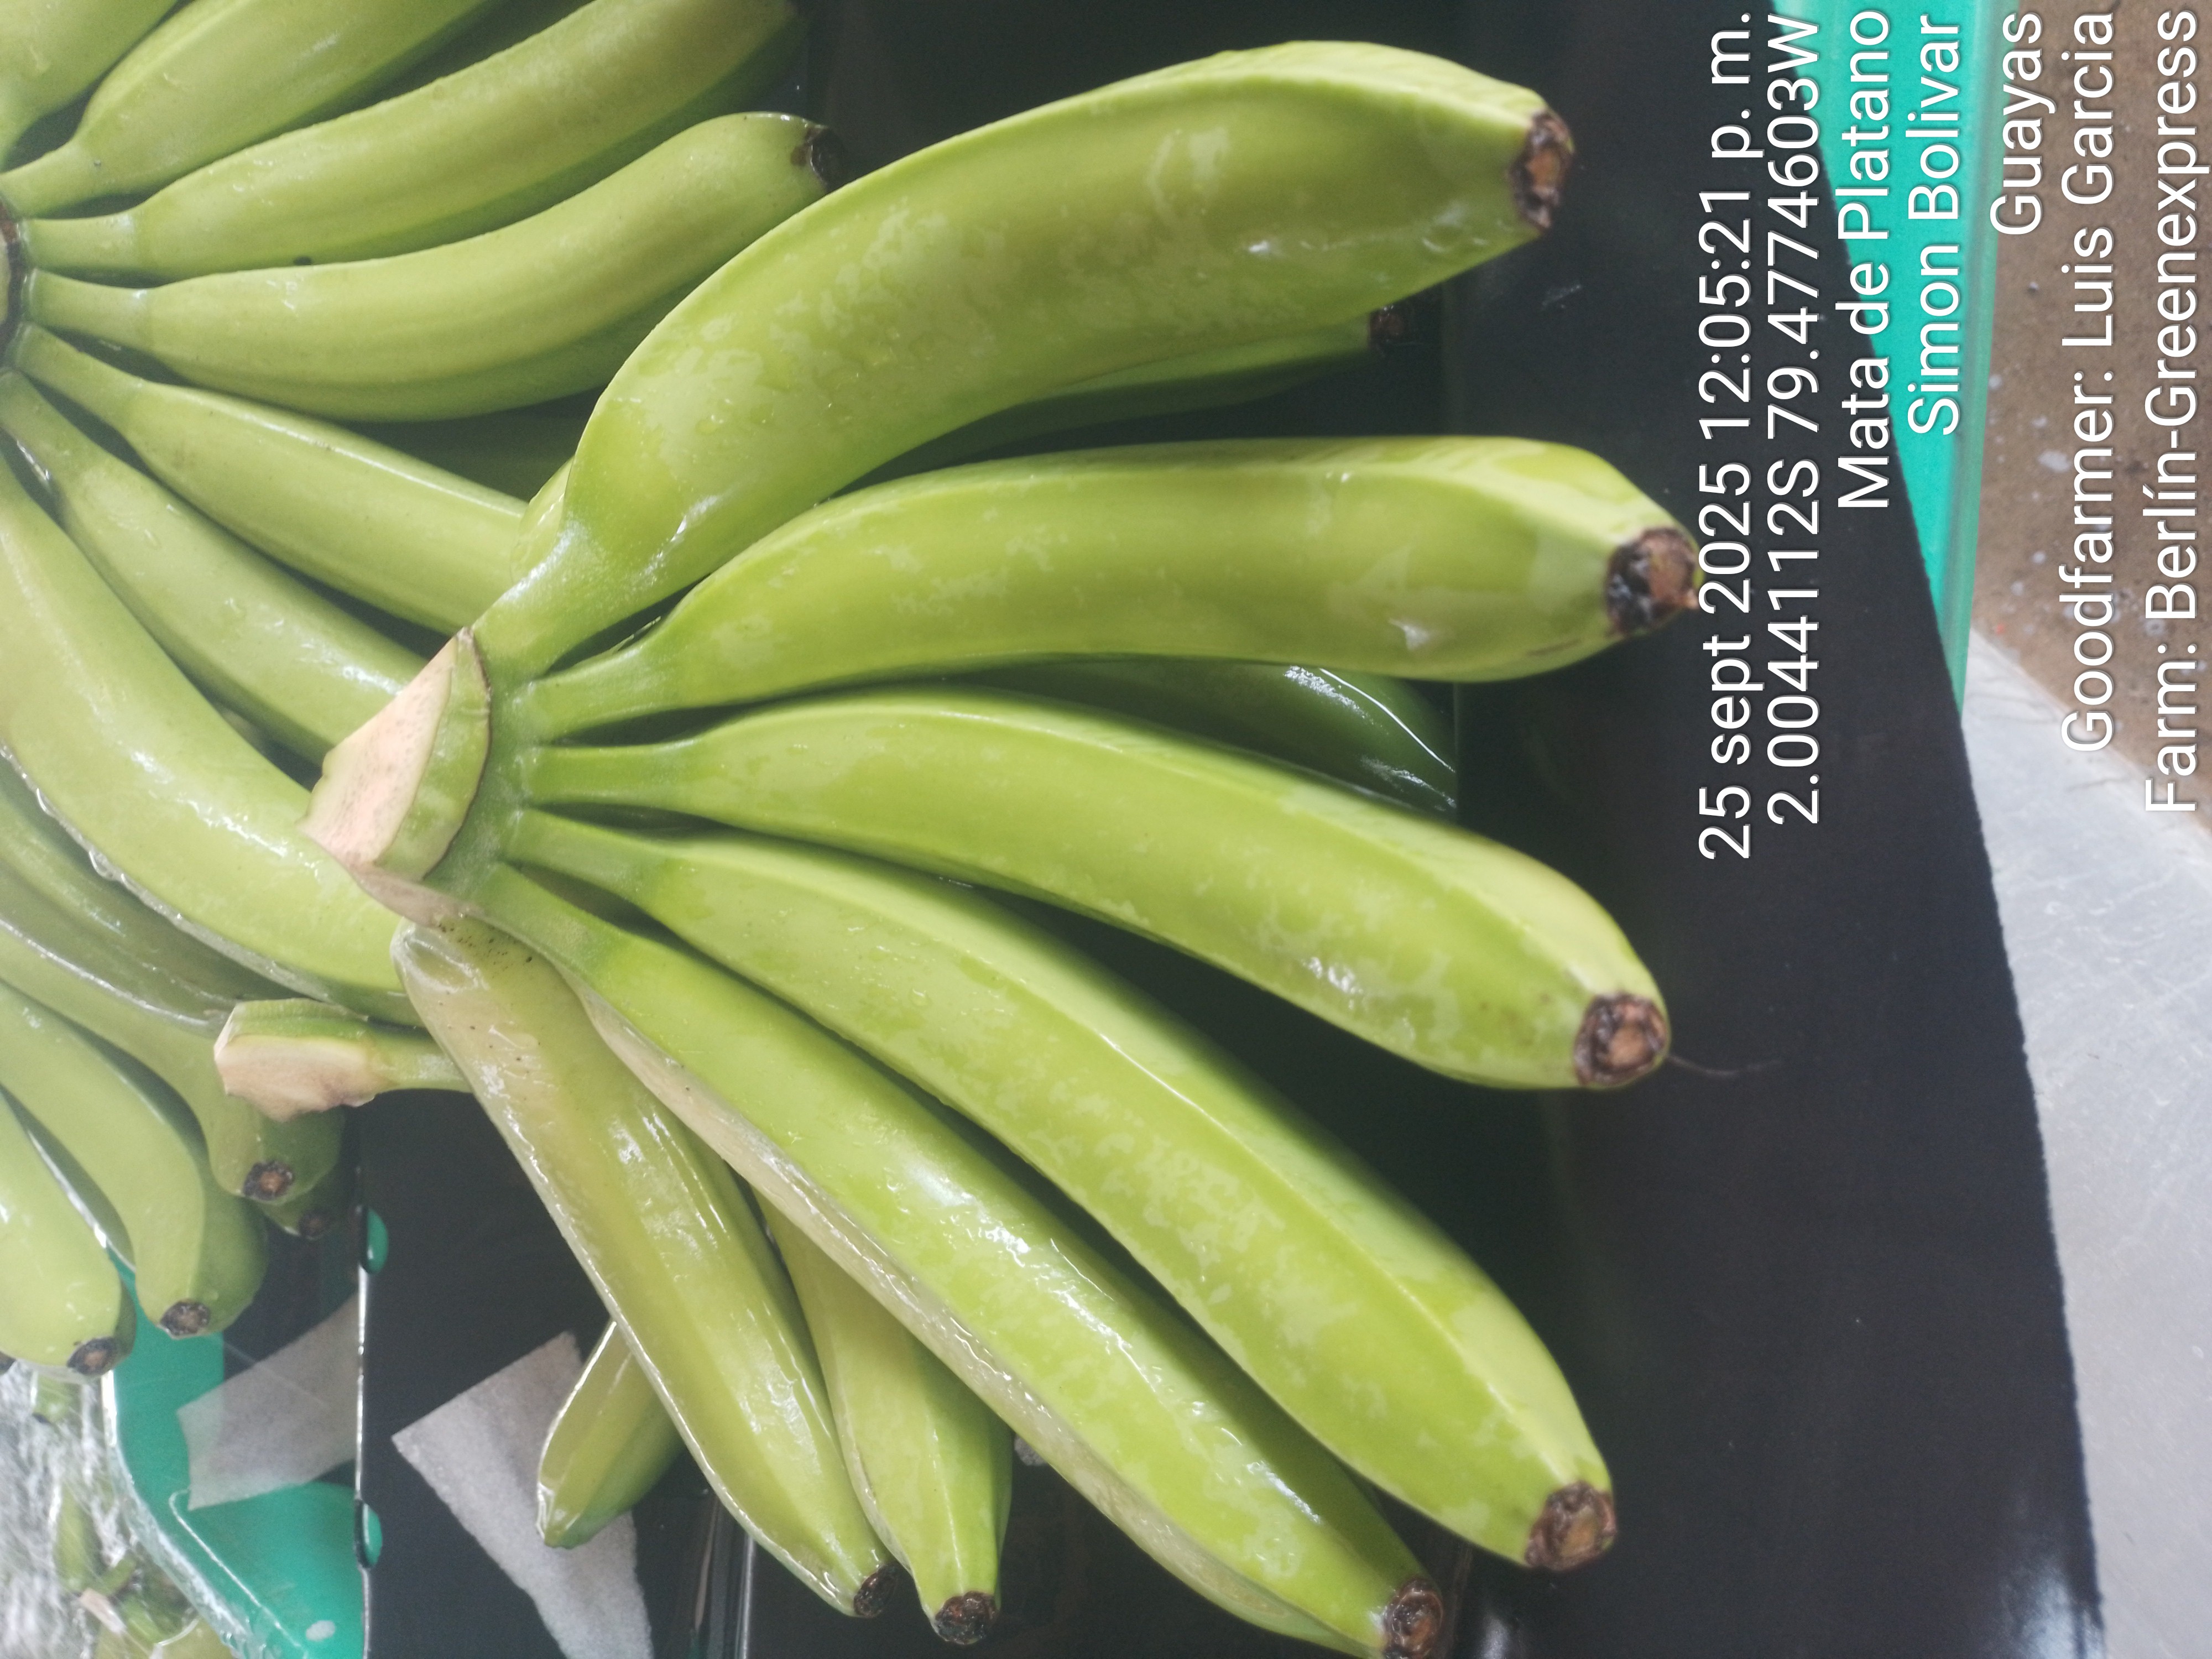 25 sept 2025 12:05:21 p. m.
2.0044112S 79.4774603W
Mata de Platano
Simon Bolivar
Guayas
Goodfarmer: Luis Garcia
Farm: Berlín-Greenexpress